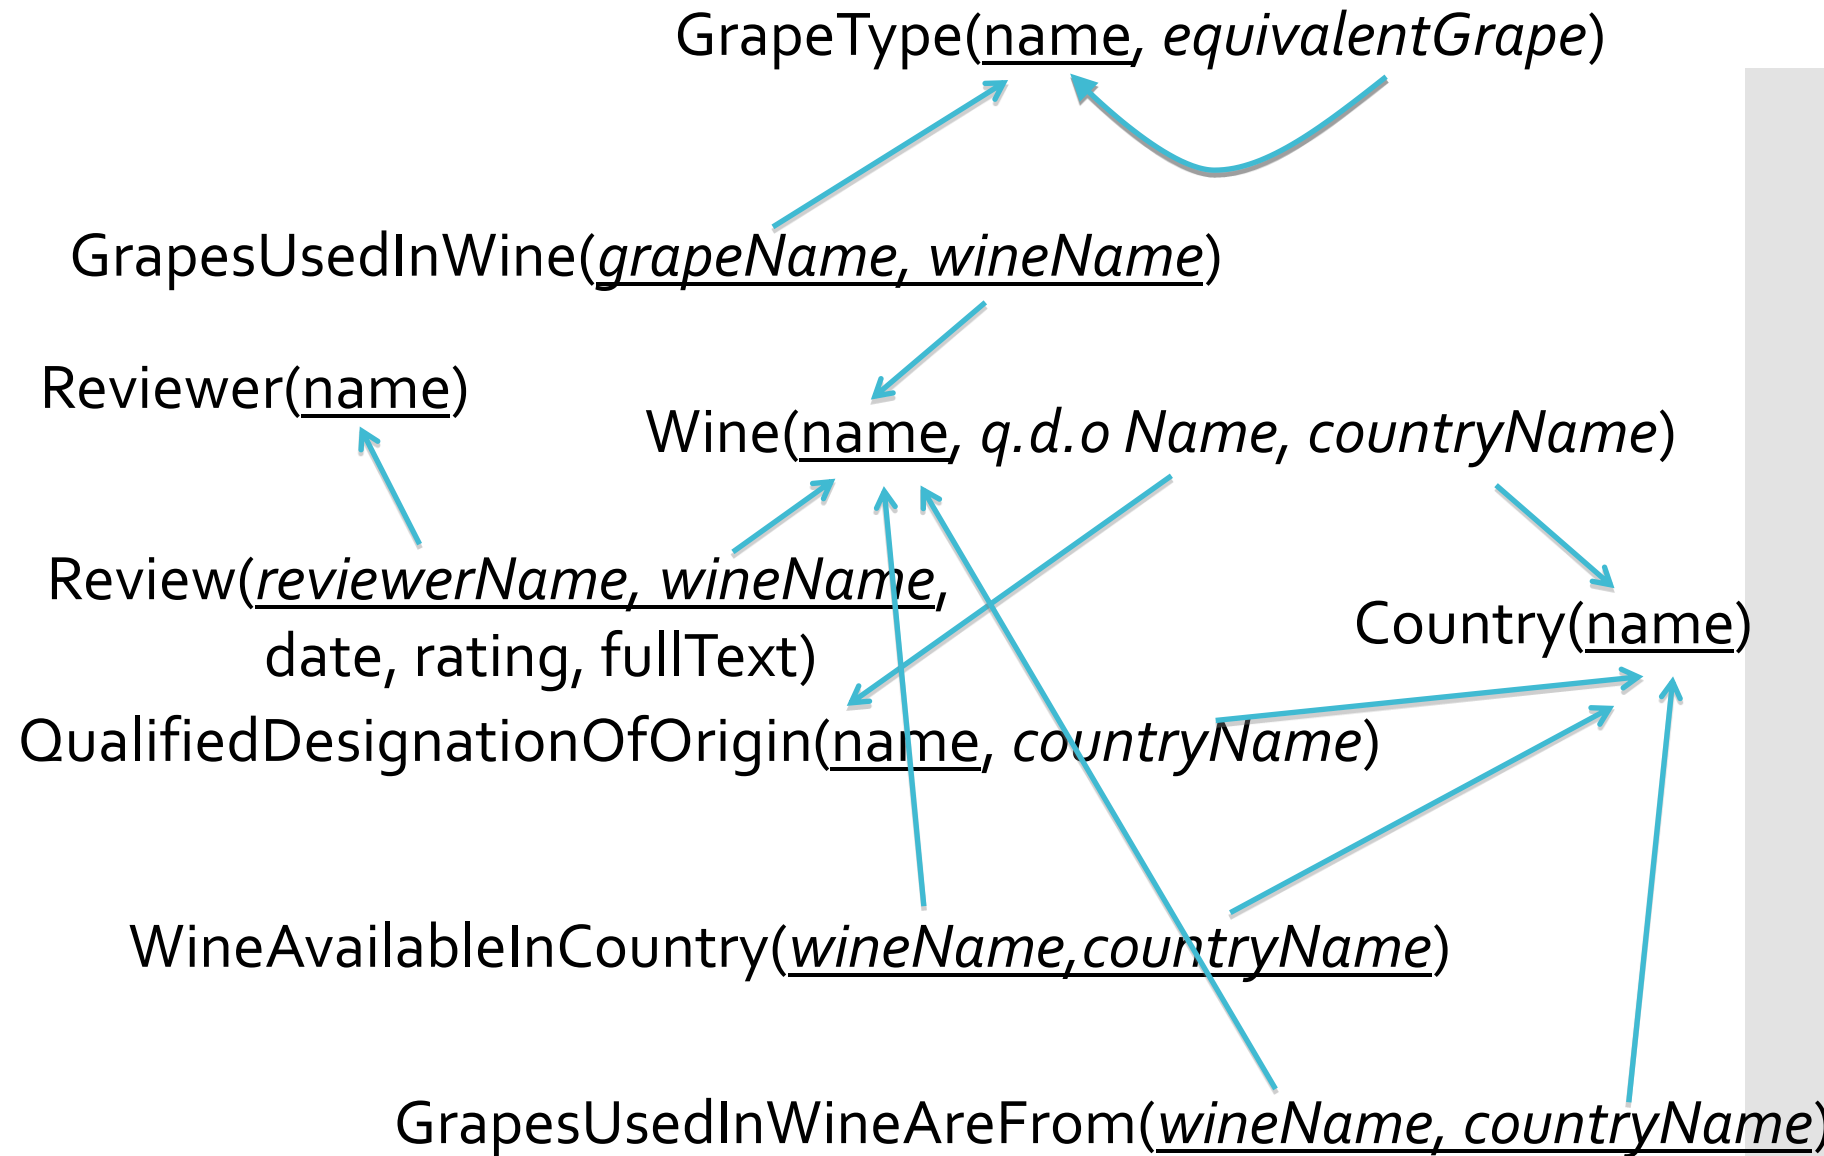 GrapeType(name, equivalentGrape)
GrapesUsedInWine(grapeName, wineName)
Reviewer(name)
Wine(name, q.d.o Name, countryName)
Review(reviewerName, wineName,
date, rating, fullText)
Country(name)
QualifiedDesignationOfOrigin(name, countryName)
WineAvailableInCountry(wineName,countryName)
GrapesUsedInWineAreFrom(wineName, countryName)